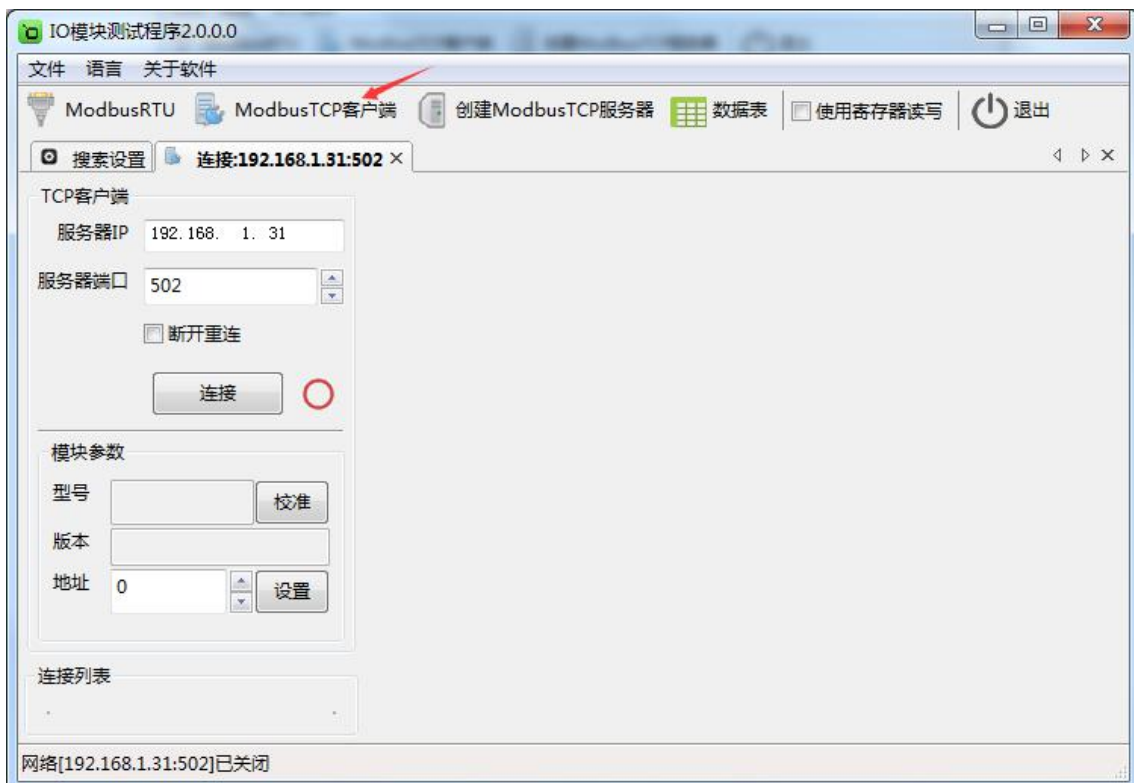 IO模块测试程序2.0.0.0
文件 语言 关于软件
ModbusRTU ModbusTCP客户端 创建ModbusTCP服务器 数据表 使用寄存器读写 退出
搜索设置 连接:192.168.1.31:502
TCP客户端
服务器IP 192.168. 1. 31
服务器端口 502
断开重连
连接
模块参数
型号 校准
版本
地址 0 设置
连接列表
网络[192.168.1.31:502]已关闭